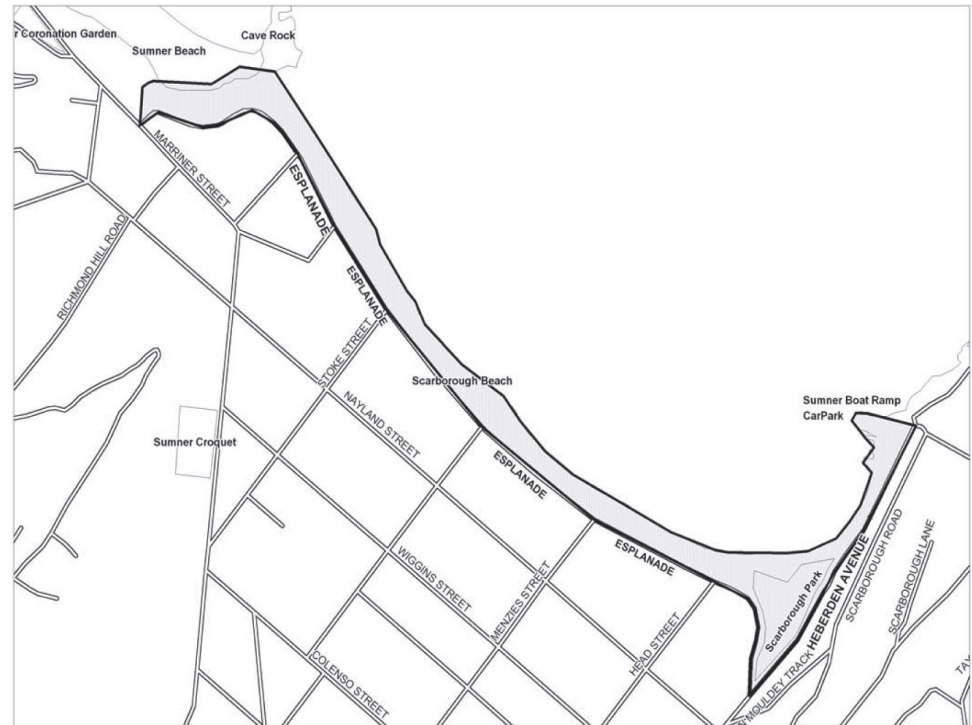 r Coronation Garden
Cave Rock
Sumner Beach
MARRINER STREET
ESPLANADE
RICHMOND HILL ROAD
ESPLANADE
STOKE STREET
Scarborough Beach
NAYLAND STREET
Sumner Boat Ramp
CarPark
Sumner Croquet
ESPLANADE
ESPLANADE
WIGGINS STREET
MENZIES STREET
HEAD STREET
COLENSO STREET
Scarborough Park
HEBERDEN AVENUE
SCARBOROUGH ROAD
SCARBOROUGH LANE
MOULDEY TRACK
TA